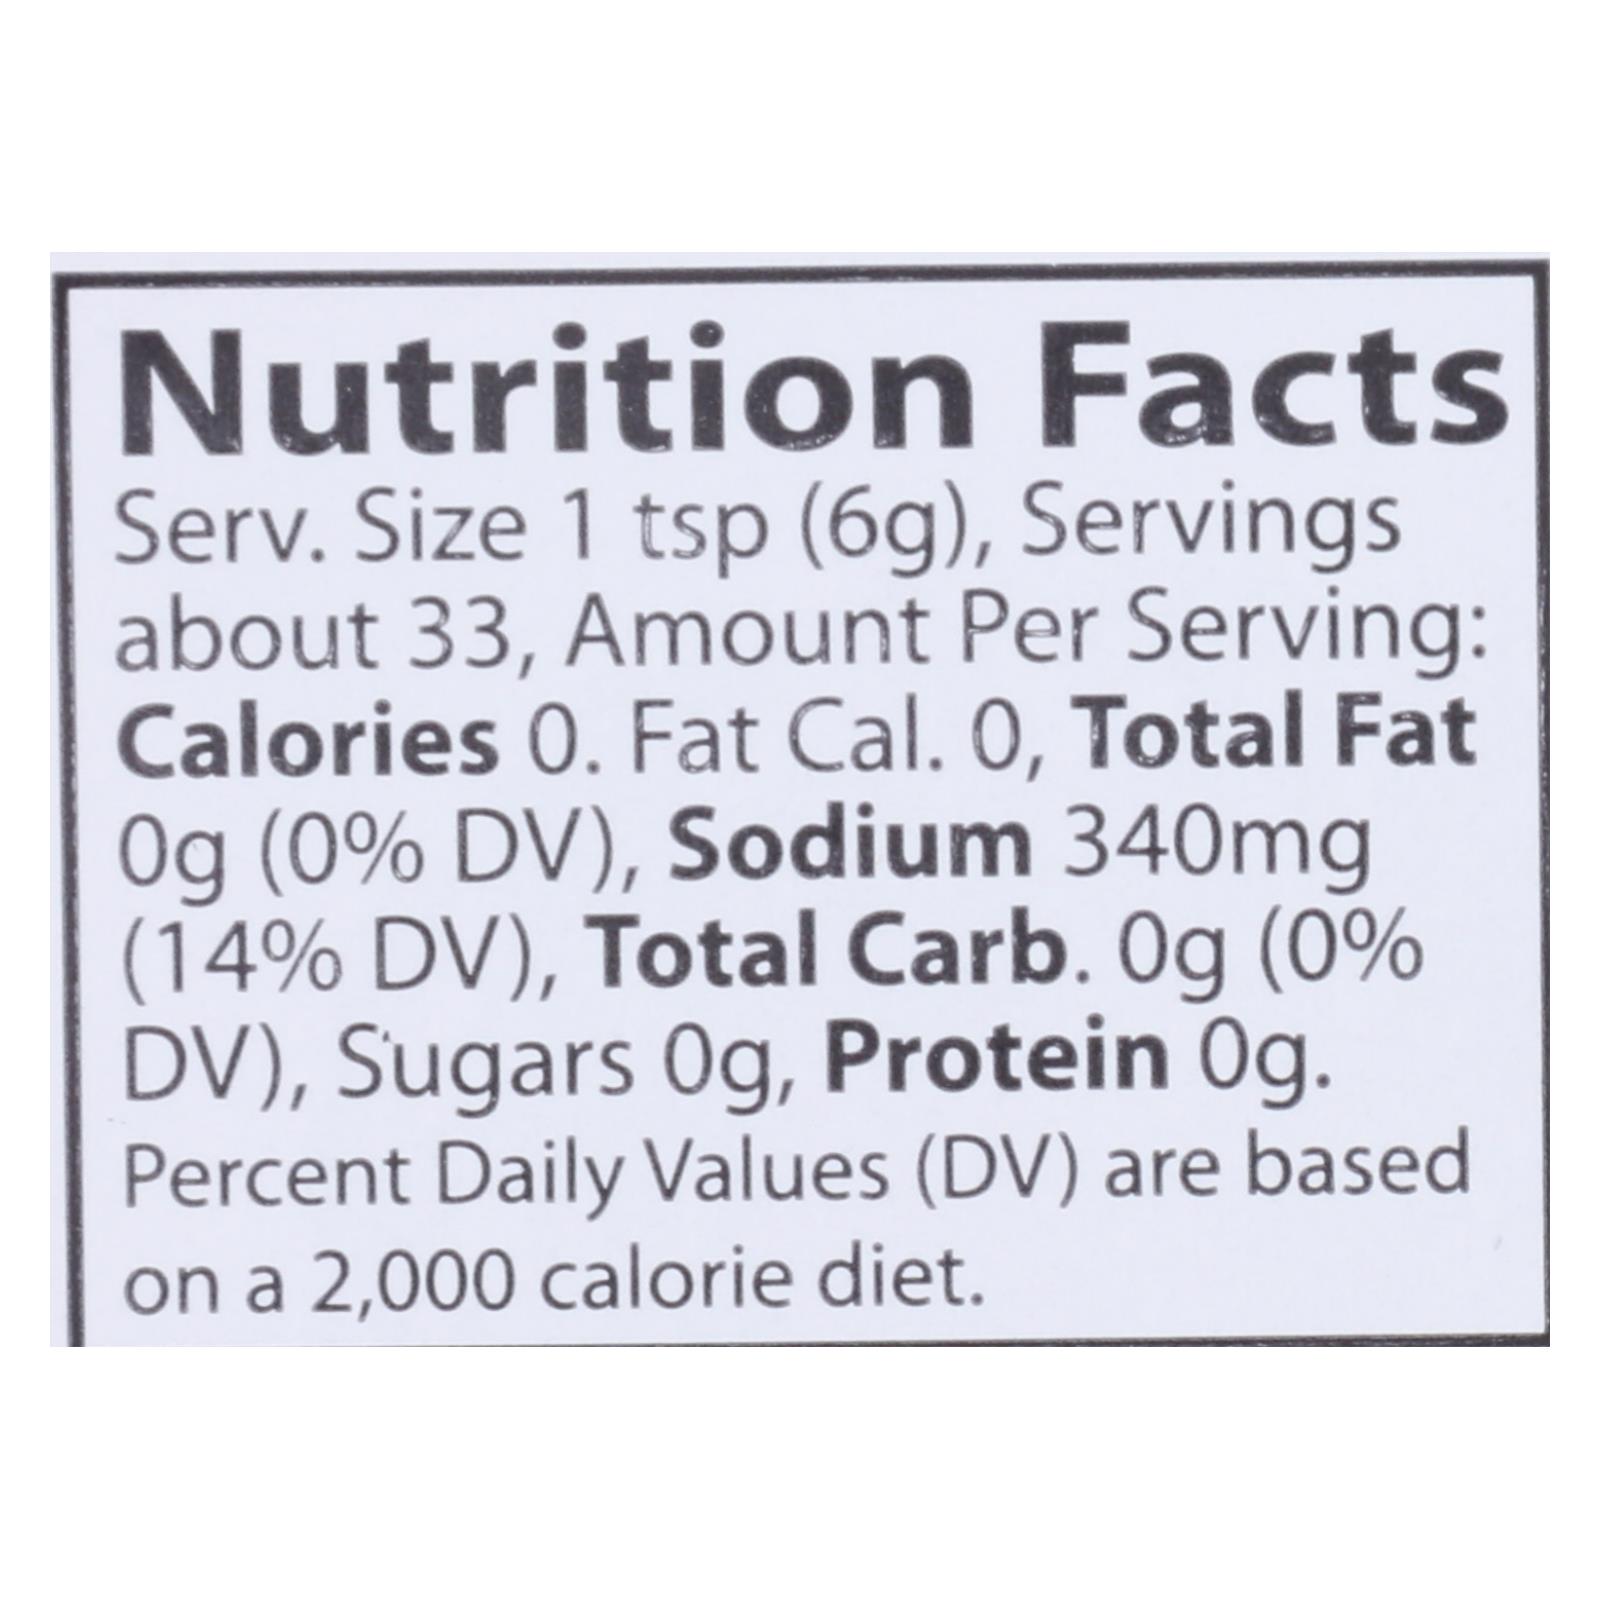 Nutrition Facts
Serv. Size 1 tsp (6g), Servings
about 33, Amount Per Serving:
Calories 0. Fat Cal. 0, Total Fat
0g (0% DV), Sodium 340mg
(14% DV), Total Carb. 0g (0%
DV), Sugars 0g, Protein 0g.
Percent Daily Values (DV) are based
on a 2,000 calorie diet.